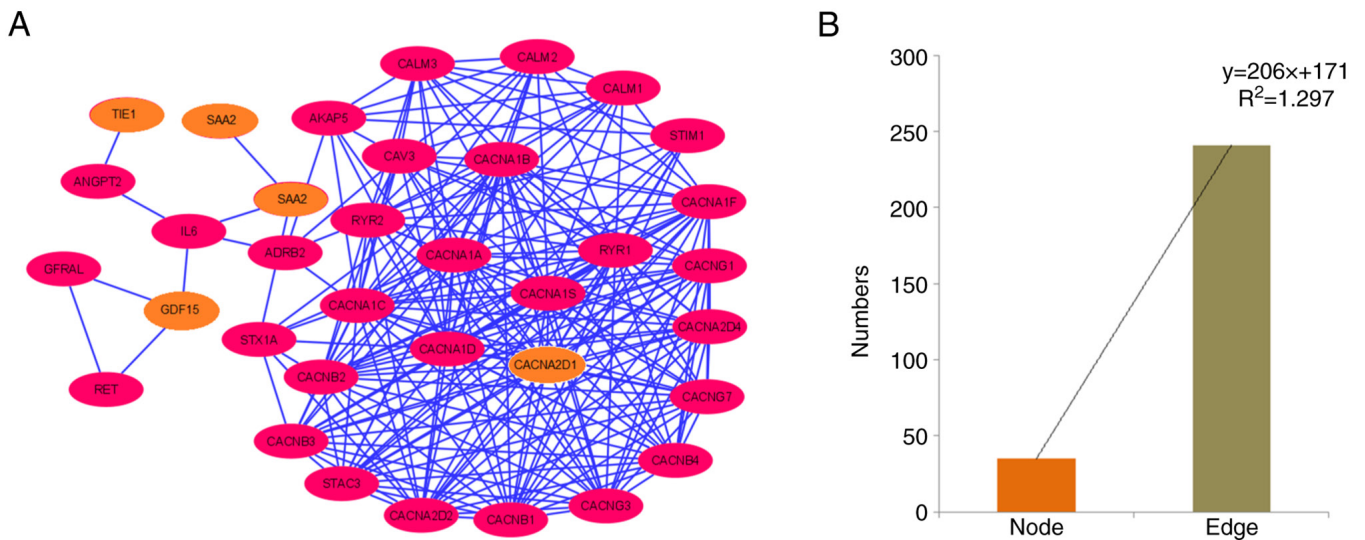 A
B
CALM3
CALM2
CALM1
TIE1
SAA2
AKAP5
STIM1
CAV3
CACNA1B
ANGPT2
SAA2
CACNA1F
IL6
RYR2
ADRB2
CACNA1A
RYR1
GFRAL
CACNG1
GDF15
CACNA1C
CACNA1S
STX1A
CACNA2D4
CACNA1D
CACNA2D1
RET
CACNB2
CACNG7
CACNB3
CACNB4
STAC3
CACNA2D2
CACNB1
CACNG3
y=206×+171
R²=1.297
Numbers
300
250
200
150
100
50
0
Node
Edge